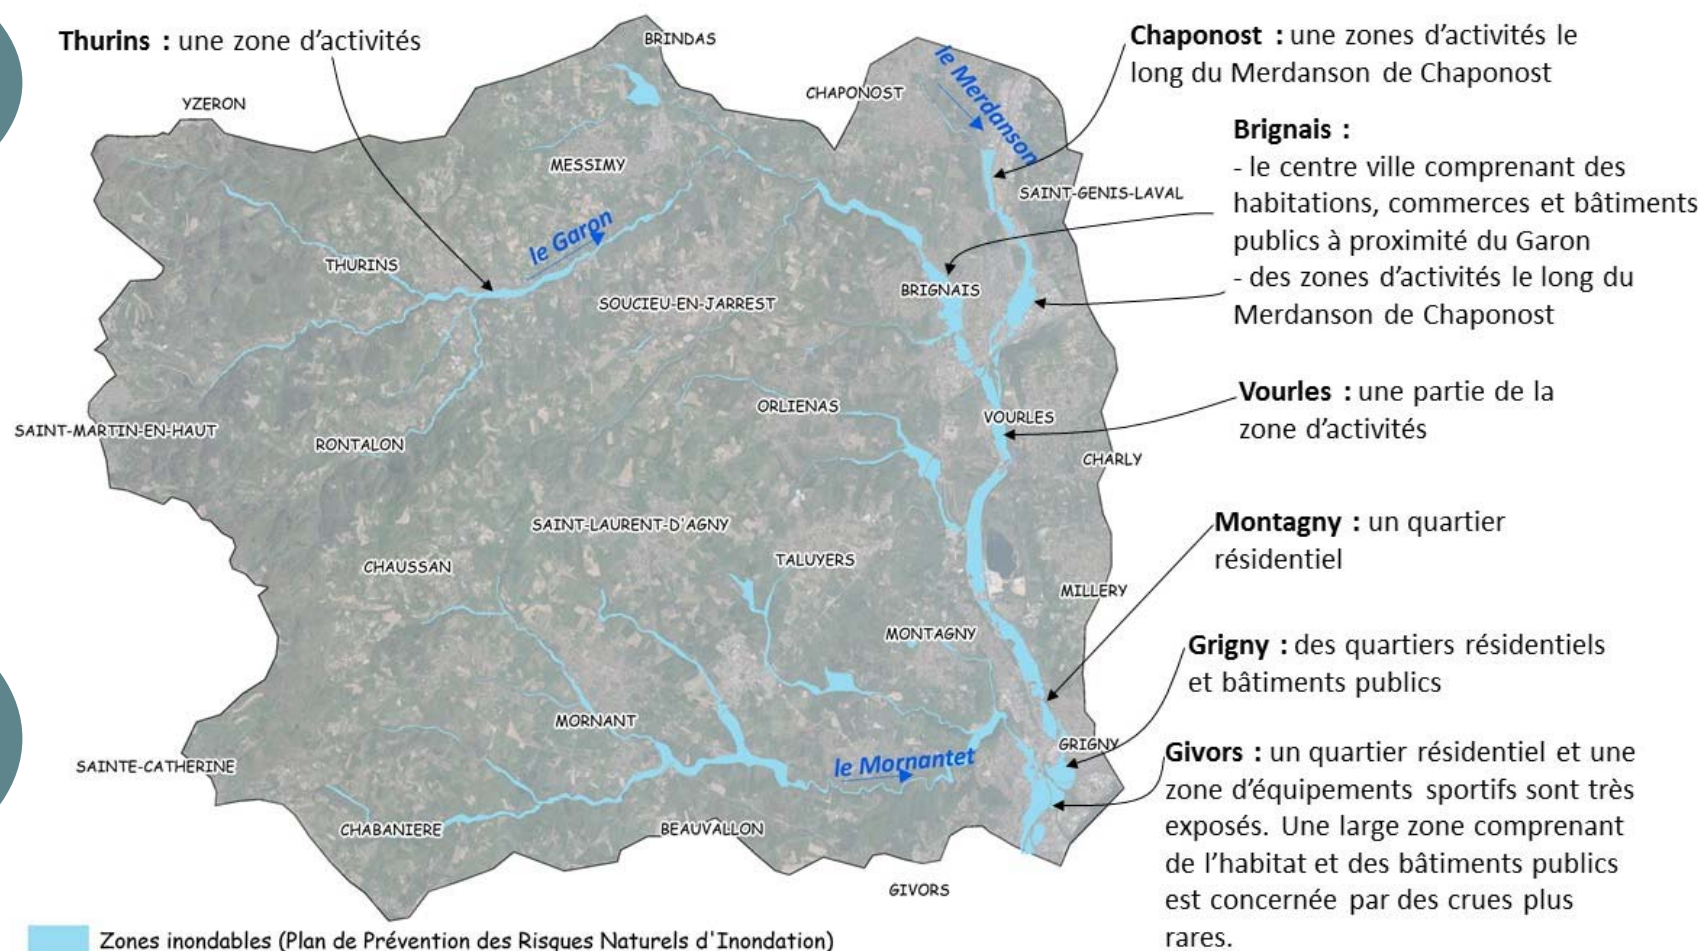 Thurins : une zone d’activités
BRINDAS
YZERON
CHAPONOST
le Merdanson
MESSIMY
SAINT-GENIS-LAVAL
le Garon
THURINS
SOUCIEU-EN-JARREST
BRIGNAIS
SAINT-MARTIN-EN-HAUT
RONTALON
ORLIENAS
VOURLES
CHARLY
SAINT-LAURENT-D'AGNY
CHAUSSAN
TALUYERS
MILLERY
MONTAGNY
MORNANT
GRIGNY
SAINTE-CATHERINE
le Mornantet
CHABANIERE
BEAUVALLON
GIVORS
Chaponost : une zones d’activités le
long du Merdanson de Chaponost
Brignais :
- le centre ville comprenant des
habitations, commerces et bâtiments
publics à proximité du Garon
- des zones d’activités le long du
Merdanson de Chaponost
Vourles : une partie de la
zone d’activités
Montagny : un quartier
résidentiel
Grigny : des quartiers résidentiels
et bâtiments publics
Givors : un quartier résidentiel et une
zone d’équipements sportifs sont très
exposés. Une large zone comprenant
de l’habitat et des bâtiments publics
est concernée par des crues plus
rares.
Zones inondables (Plan de Prévention des Risques Naturels d'Inondation)